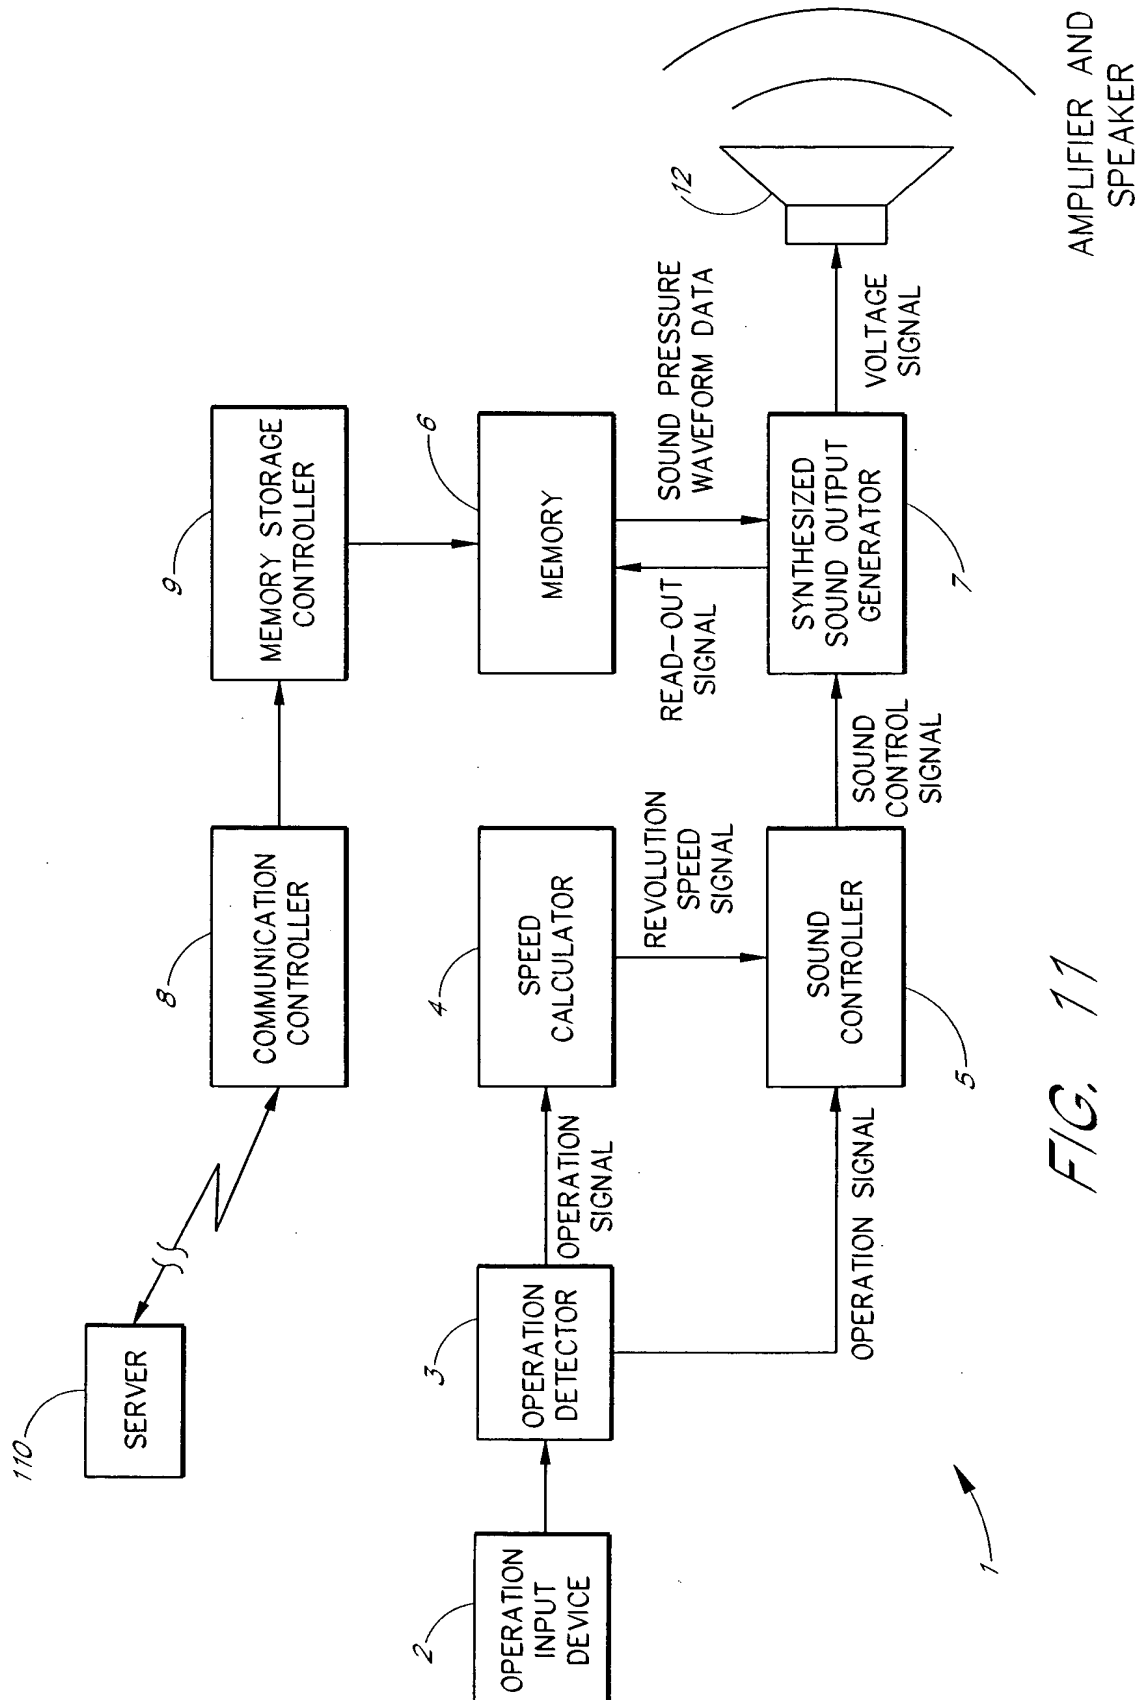 110
SERVER
8
COMMUNICATION
CONTROLLER
9
MEMORY STORAGE
CONTROLLER
2
OPERATION
INPUT
DEVICE
3
OPERATION
DETECTOR
OPERATION
SIGNAL
4
SPEED
CALCULATOR
6
MEMORY
REVOLUTION
SPEED
SIGNAL
READ-OUT
SIGNAL
SOUND PRESSURE
WAVEFORM DATA
12
OPERATION SIGNAL
SOUND
CONTROLLER
5
SOUND
CONTROL
SIGNAL
SYNTHESIZED
SOUND OUTPUT
GENERATOR
7
VOLTAGE
SIGNAL
AMPLIFIER AND
SPEAKER
1
FIG. 11